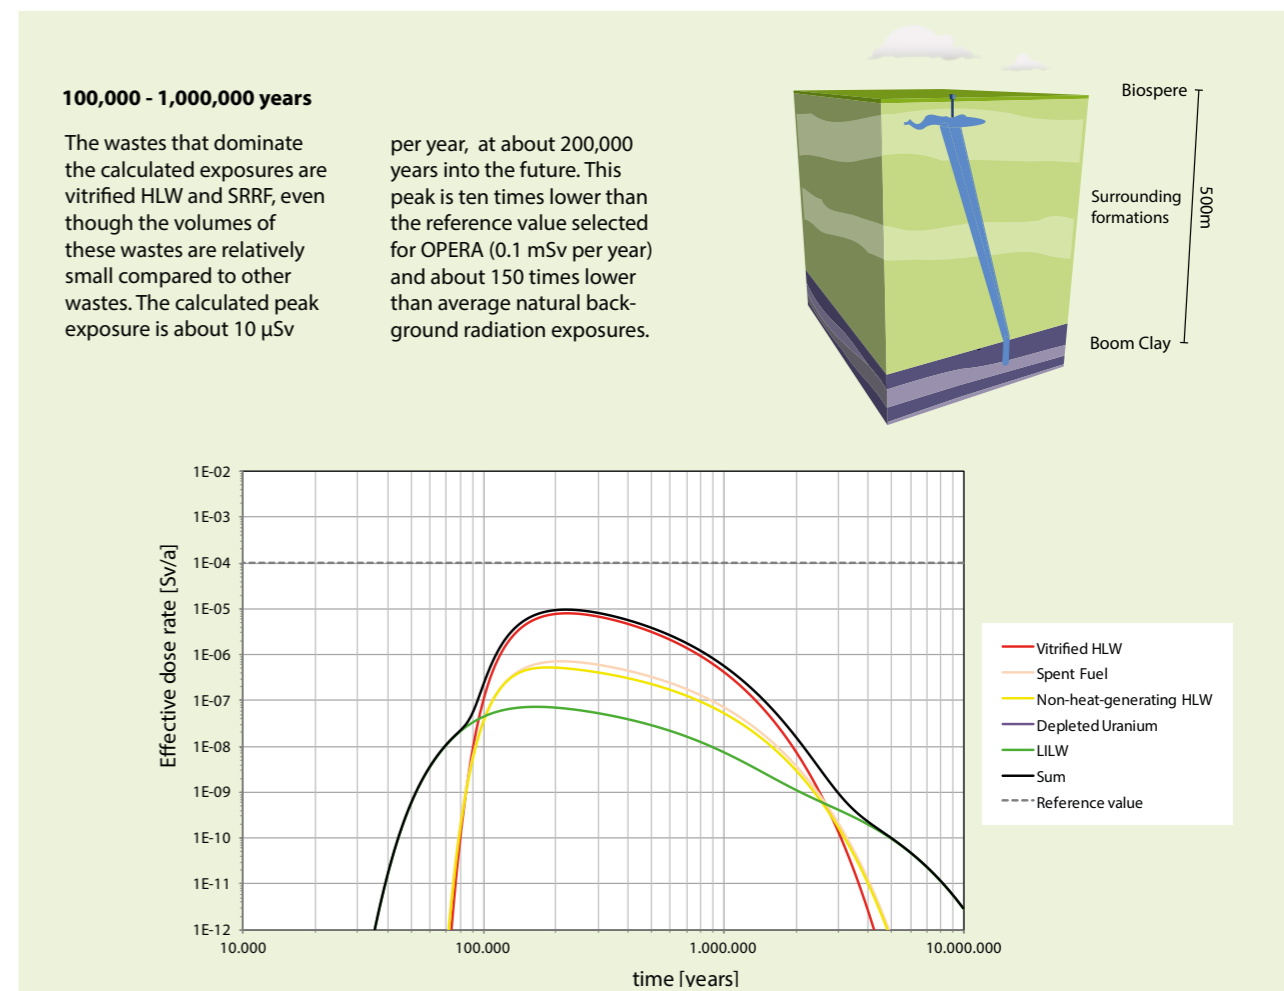 100,000 - 1,000,000 years
The wastes that dominate
the calculated exposures are
vitrified HLW and SRRF, even
though the volumes of
these wastes are relatively
small compared to other
wastes. The calculated peak
exposure is about 10 µSv
per year, at about 200,000
years into the future. This
peak is ten times lower than
the reference value selected
for OPERA (0.1 mSv per year)
and about 150 times lower
than average natural back-
ground radiation exposures.
Biospere
Surrounding
formations
500m
Boom Clay
Effective dose rate [Sv/a]
1E-02
1E-03
1E-04
1E-05
1E-06
1E-07
1E-08
1E-09
1E-10
1E-11
1E-12
10.000
100.000
1.000.000
10.000.000
time [years]
Vitrified HLW
Spent Fuel
Non-heat-generating HLW
Depleted Uranium
LILW
Sum
Reference value